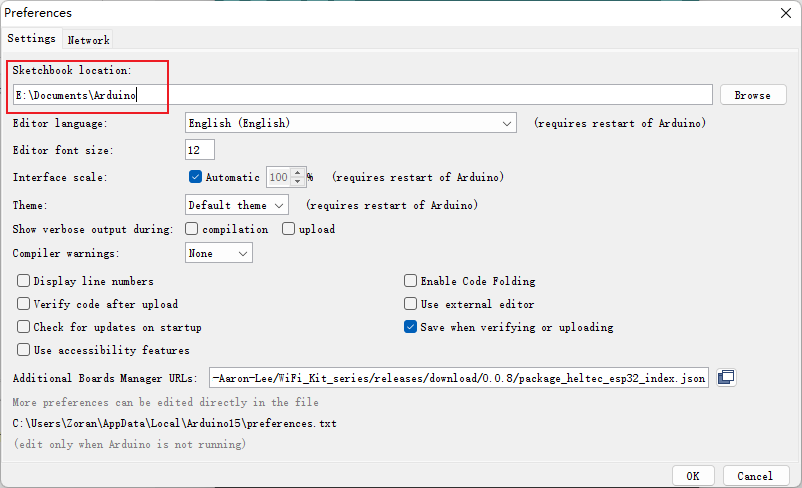 Preferences
Settings Network
Sketchbook location:
E:\Documents\Arduino Browse
Editor language: English (English) (requires restart of Arduino)
Editor font size: 12
Interface scale: Automatic 100 % (requires restart of Arduino)
Theme: Default theme (requires restart of Arduino)
Show verbose output during: compilation upload
Compiler warnings: None
Display line numbers Enable Code Folding
Verify code after upload Use external editor
Check for updates on startup Save when verifying or uploading
Use accessibility features
Additional Boards Manager URLs: -Aaron-Lee/WiFi_Kit_series/releases/download/0.0.8/package_heltec_esp32_index.json
More preferences can be edited directly in the file
C:\Users\Zoran\AppData\Local\Arduino15\preferences.txt
(edit only when Arduino is not running)
OK Cancel